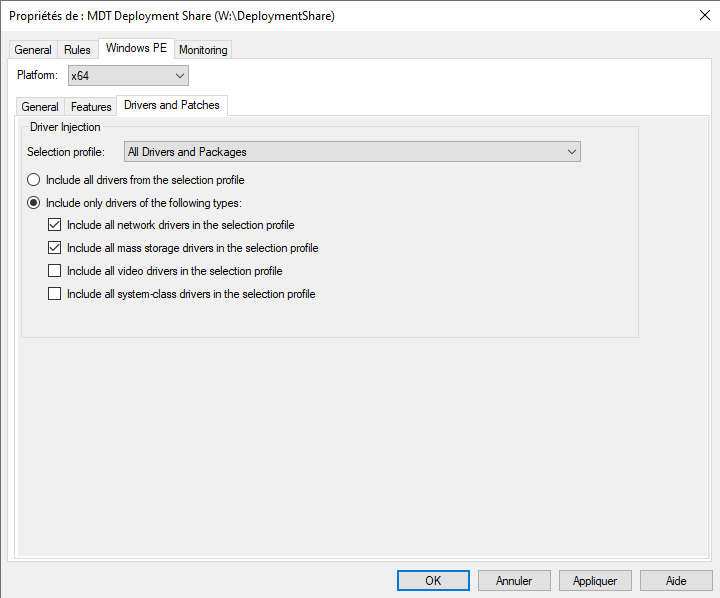 Propriétés de : MDT Deployment Share (W:\DeploymentShare)
General Rules Windows PE Monitoring
Platform: x64
General Features Drivers and Patches
Driver Injection
Selection profile: All Drivers and Packages
Include all drivers from the selection profile
Include only drivers of the following types:
Include all network drivers in the selection profile
Include all mass storage drivers in the selection profile
Include all video drivers in the selection profile
Include all system-class drivers in the selection profile
OK Annuler Appliquer Aide